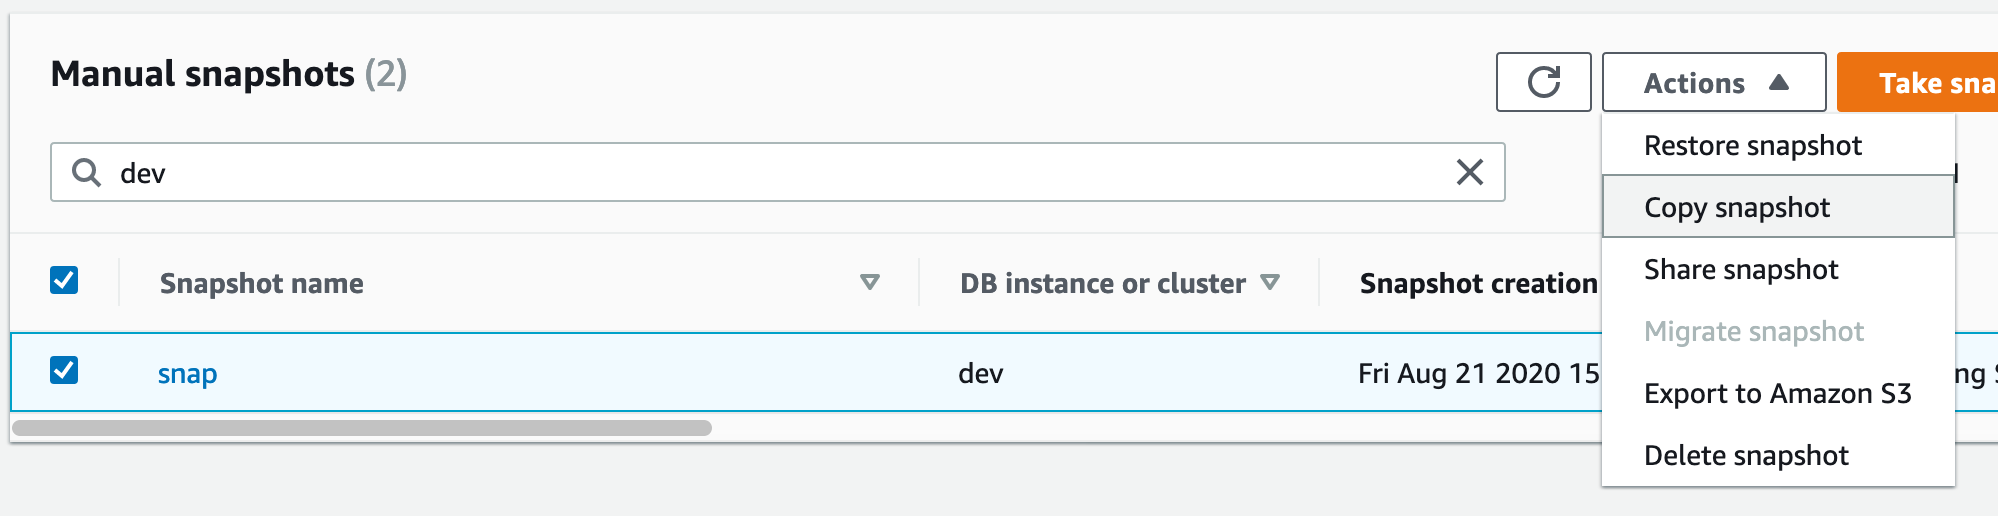 Manual snapshots (2)
Actions
Take sna
dev
Restore snapshot
Copy snapshot
Share snapshot
Migrate snapshot
Export to Amazon S3
Delete snapshot
Snapshot name
DB instance or cluster
Snapshot creation
snap
dev
Fri Aug 21 2020 15
ng